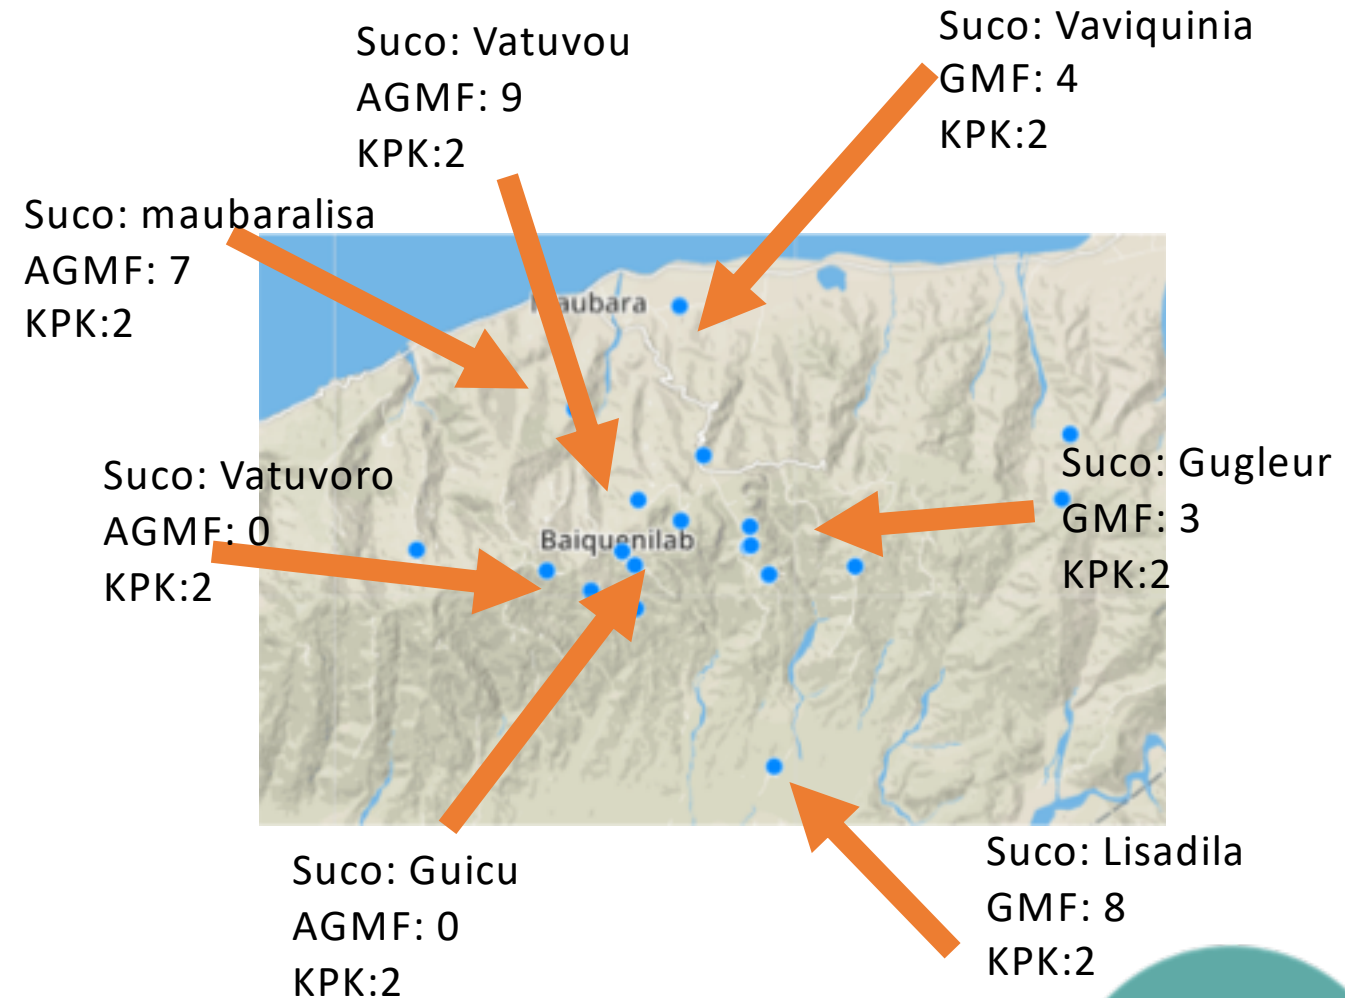 Suco: Vatuvou
AGMF: 9
KPK:2
Suco: Vaviquinia
GMF: 4
KPK:2
Suco: maubaralisa
AGMF: 7
KPK:2
aubara
Suco: Vatuvoro
AGMF: 0
KPK:2
Baiquenilab
Suco: Gugleur
GMF: 3
KPK:2
Suco: Guicu
AGMF: 0
KPK:2
Suco: Lisadila
GMF: 8
KPK:2